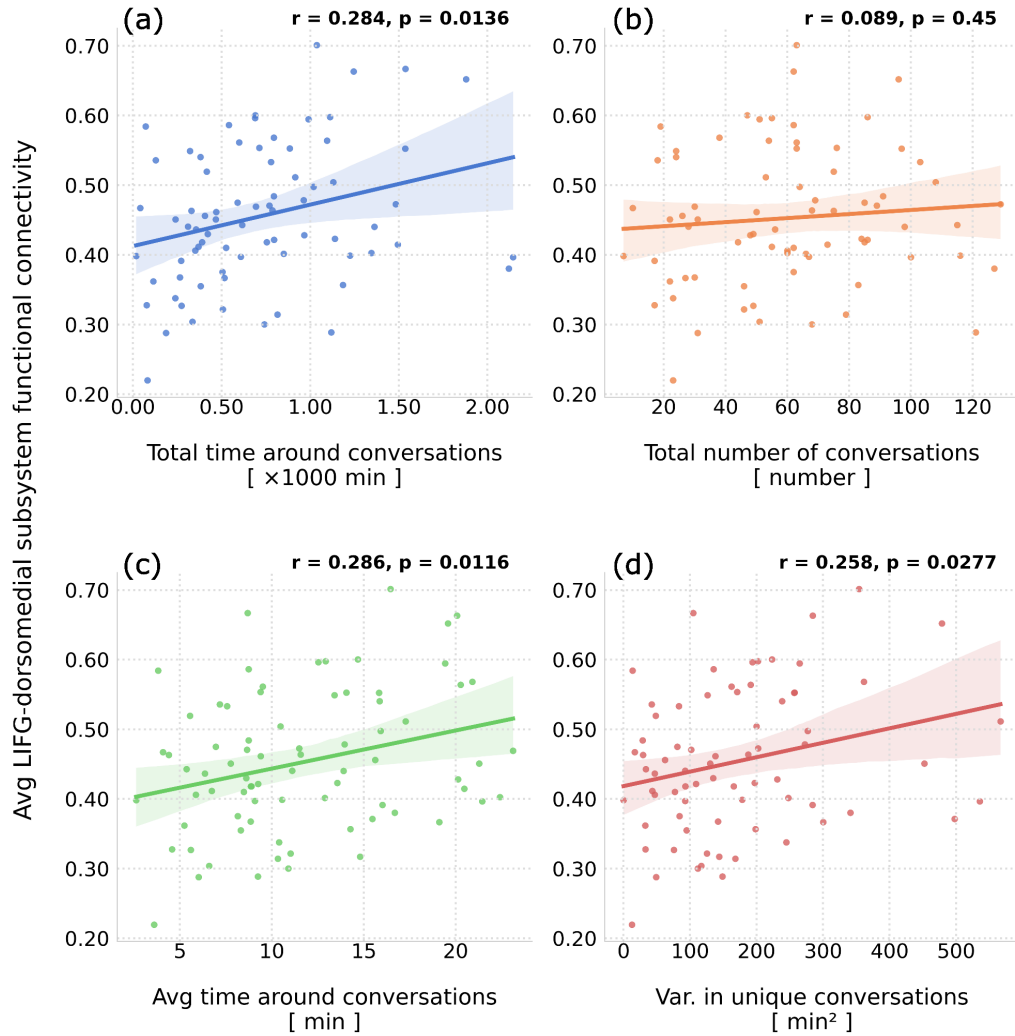 Avg LIFG-dorsomedial subsystem functional connectivity
(a)
r = 0.284, p = 0.0136
0.70
0.60
0.50
0.40
0.30
0.20
0.00 0.50 1.00 1.50 2.00
Total time around conversations
[ ×1000 min ]
(b)
r = 0.089, p = 0.45
0.70
0.60
0.50
0.40
0.30
0.20
20 40 60 80 100 120
Total number of conversations
[ number ]
(c)
r = 0.286, p = 0.0116
0.70
0.60
0.50
0.40
0.30
0.20
5 10 15 20
Avg time around conversations
[ min ]
(d)
r = 0.258, p = 0.0277
0.70
0.60
0.50
0.40
0.30
0.20
0 100 200 300 400 500
Var. in unique conversations
[ min² ]